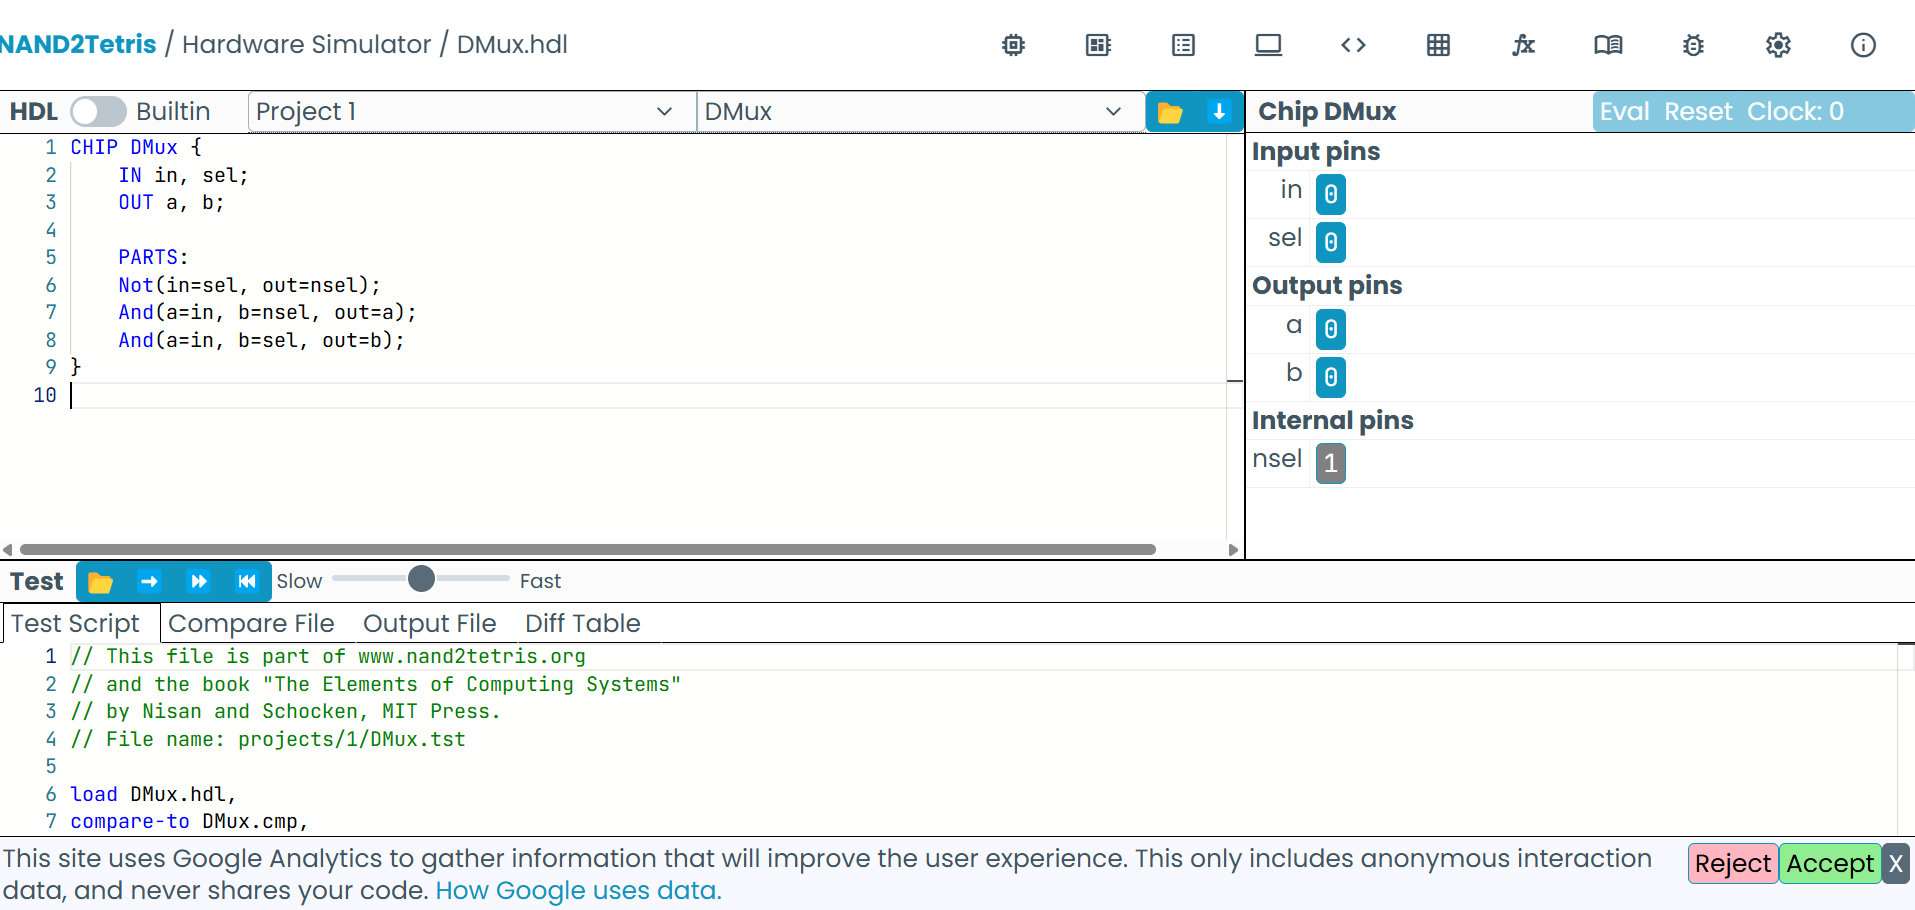 NAND2Tetris / Hardware Simulator / DMux.hdl
HDL Builtin Project 1 DMux
1 CHIP DMux {
2 IN in, sel;
3 OUT a, b;
4
5 PARTS:
6 Not(in=sel, out=nsel);
7 And(a=in, b=nsel, out=a);
8 And(a=in, b=sel, out=b);
9 }
10
Chip DMux Eval Reset Clock: 0
Input pins
in 0
sel 0
Output pins
a 0
b 0
Internal pins
nsel 1
Test Slow Fast
Test Script Compare File Output File Diff Table
1 // This file is part of www.nand2tetris.org
2 // and the book "The Elements of Computing Systems"
3 // by Nisan and Schocken, MIT Press.
4 // File name: projects/1/DMux.tst
5
6 load DMux.hdl,
7 compare-to DMux.cmp,
This site uses Google Analytics to gather information that will improve the user experience. This only includes anonymous interaction
data, and never shares your code. How Google uses data.
Reject Accept X